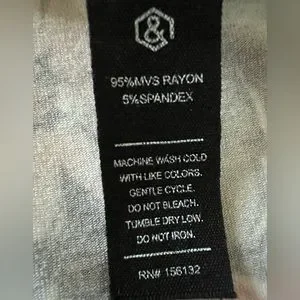 &
95%MVS RAYON
5%SPANDEX
MACHINE WASH COLD
WITH LIKE COLORS.
GENTLE CYCLE.
DO NOT BLEACH.
TUMBLE DRY LOW.
DO NOT IRON.
RN# 156132